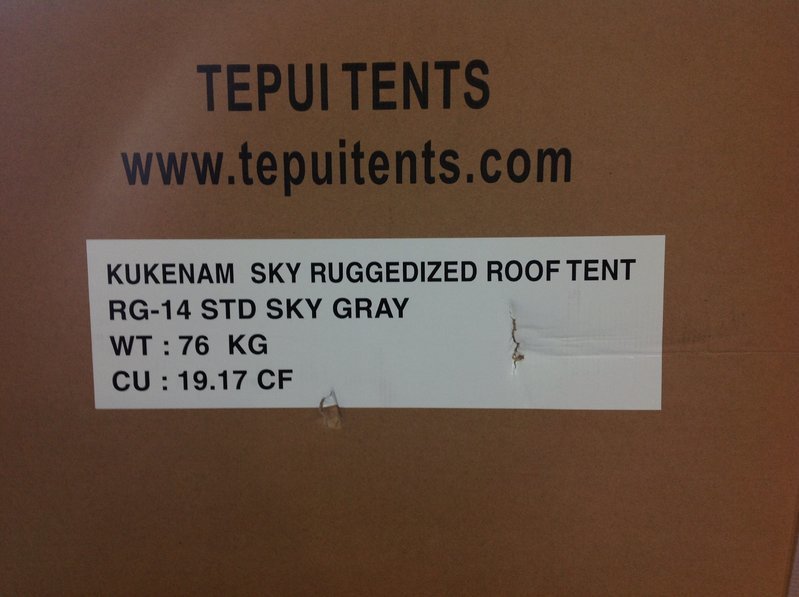 TEPUI TENTS
www.tepuitents.com
KUKENAM SKY RUGGEDIZED ROOF TENT
RG-14 STD SKY GRAY
WT : 76 KG
CU : 19.17 CF